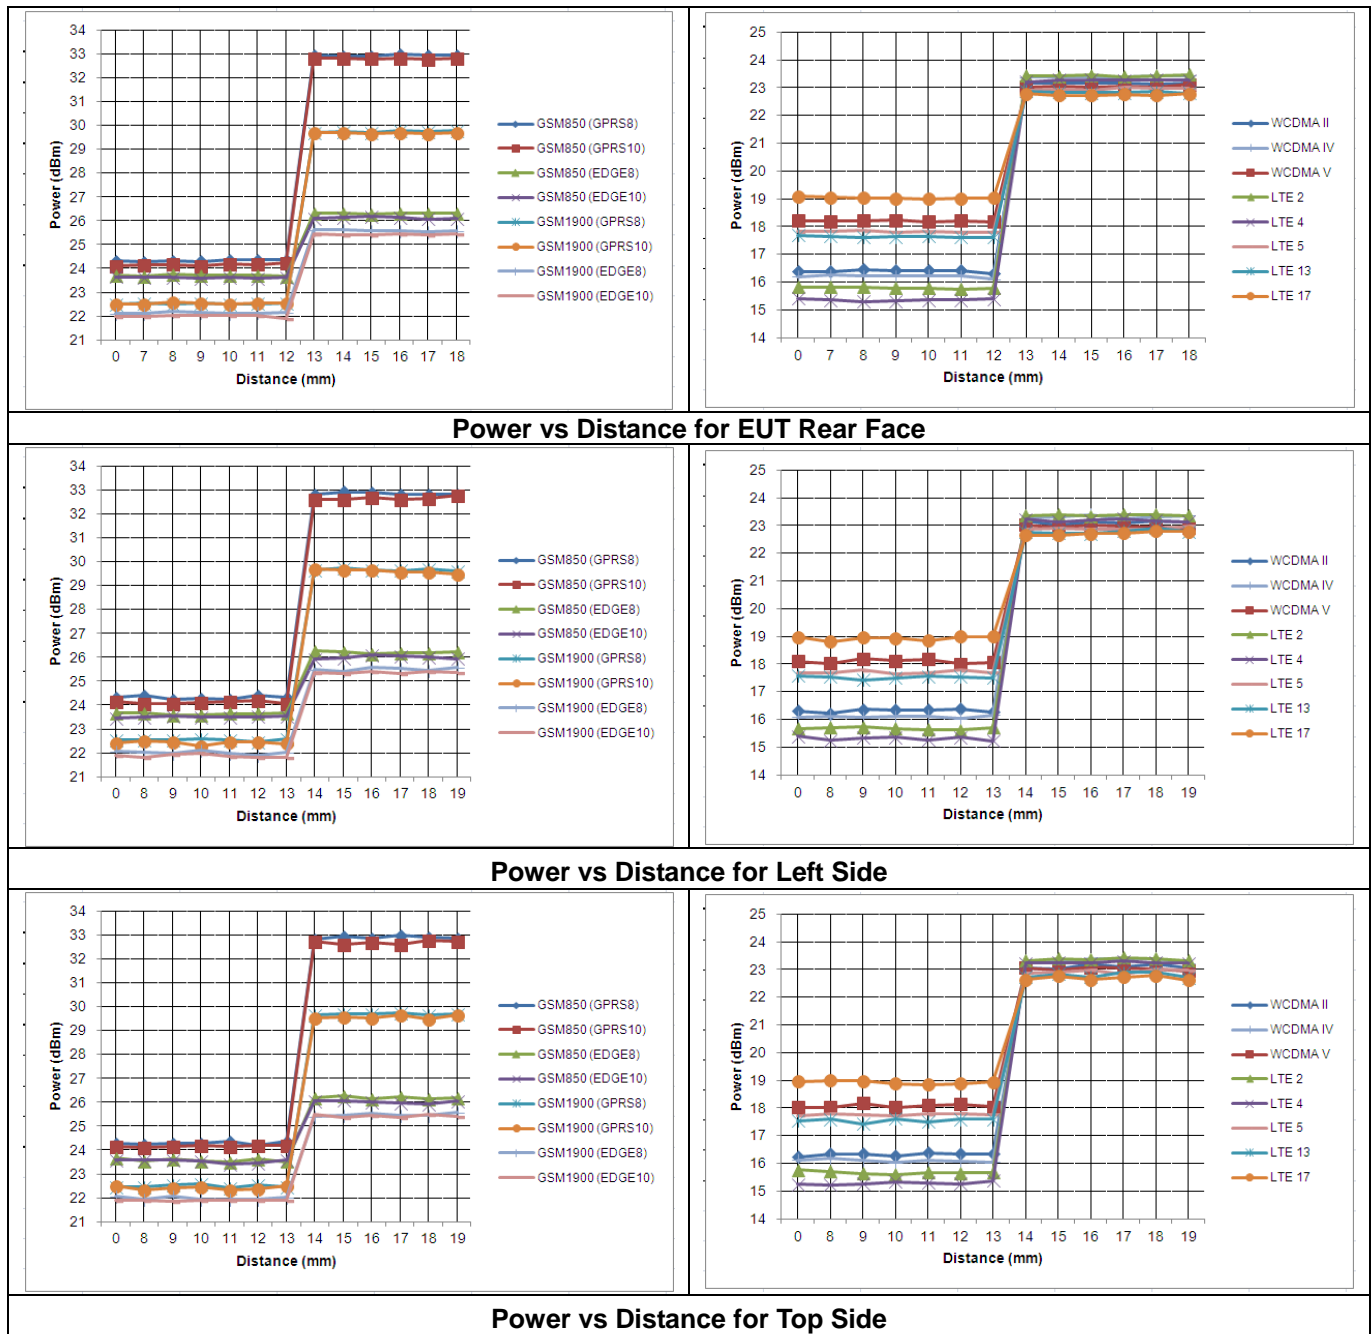 34
33
32
31
30
29
28
27
26
25
24
23
22
21
Power (dBm)
0 7 8 9 10 11 12 13 14 15 16 17 18
Distance (mm)
GSM850 (GPRS8)
GSM850 (GPRS10)
GSM850 (EDGE8)
GSM850 (EDGE10)
GSM1900 (GPRS8)
GSM1900 (GPRS10)
GSM1900 (EDGE8)
GSM1900 (EDGE10)
25
24
23
22
21
20
19
18
17
16
15
14
Power (dBm)
0 7 8 9 10 11 12 13 14 15 16 17 18
Distance (mm)
WCDMA II
WCDMA IV
WCDMA V
LTE 2
LTE 4
LTE 5
LTE 13
LTE 17
Power vs Distance for EUT Rear Face
34
33
32
31
30
29
28
27
26
25
24
23
22
21
Power (dBm)
0 8 9 10 11 12 13 14 15 16 17 18 19
Distance (mm)
GSM850 (GPRS8)
GSM850 (GPRS10)
GSM850 (EDGE8)
GSM850 (EDGE10)
GSM1900 (GPRS8)
GSM1900 (GPRS10)
GSM1900 (EDGE8)
GSM1900 (EDGE10)
25
24
23
22
21
20
19
18
17
16
15
14
Power (dBm)
0 8 9 10 11 12 13 14 15 16 17 18 19
Distance (mm)
WCDMA II
WCDMA IV
WCDMA V
LTE 2
LTE 4
LTE 5
LTE 13
LTE 17
Power vs Distance for Left Side
34
33
32
31
30
29
28
27
26
25
24
23
22
21
Power (dBm)
0 8 9 10 11 12 13 14 15 16 17 18 19
Distance (mm)
GSM850 (GPRS8)
GSM850 (GPRS10)
GSM850 (EDGE8)
GSM850 (EDGE10)
GSM1900 (GPRS8)
GSM1900 (GPRS10)
GSM1900 (EDGE8)
GSM1900 (EDGE10)
25
24
23
22
21
20
19
18
17
16
15
14
Power (dBm)
0 8 9 10 11 12 13 14 15 16 17 18 19
Distance (mm)
WCDMA II
WCDMA IV
WCDMA V
LTE 2
LTE 4
LTE 5
LTE 13
LTE 17
Power vs Distance for Top Side